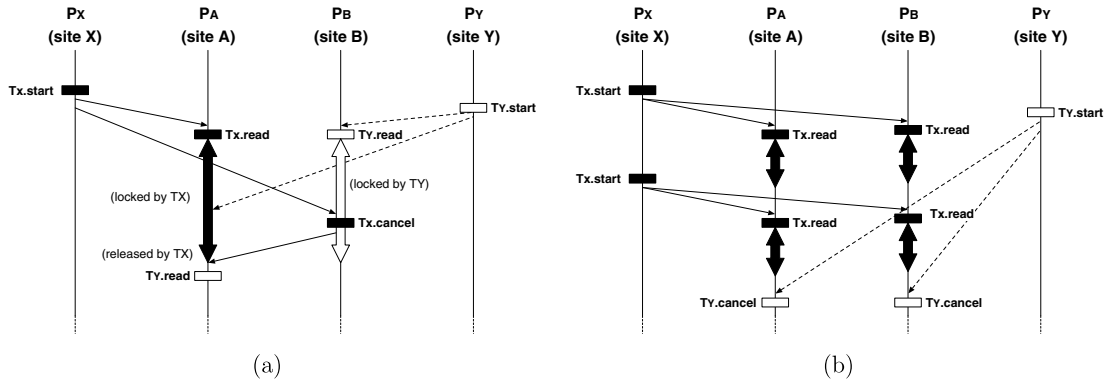 PX PA PB PY
(site X) (site A) (site B) (site Y)
Tx.start
TY.start
Tx.read
TY.read
(locked by TX)
(locked by TY)
Tx.cancel
(released by TX)
TY.read
(a)
PX PA PB PY
(site X) (site A) (site B) (site Y)
Tx.start
TY.start
Tx.read
Tx.read
Tx.start
Tx.read
Tx.read
TY.cancel
TY.cancel
(b)